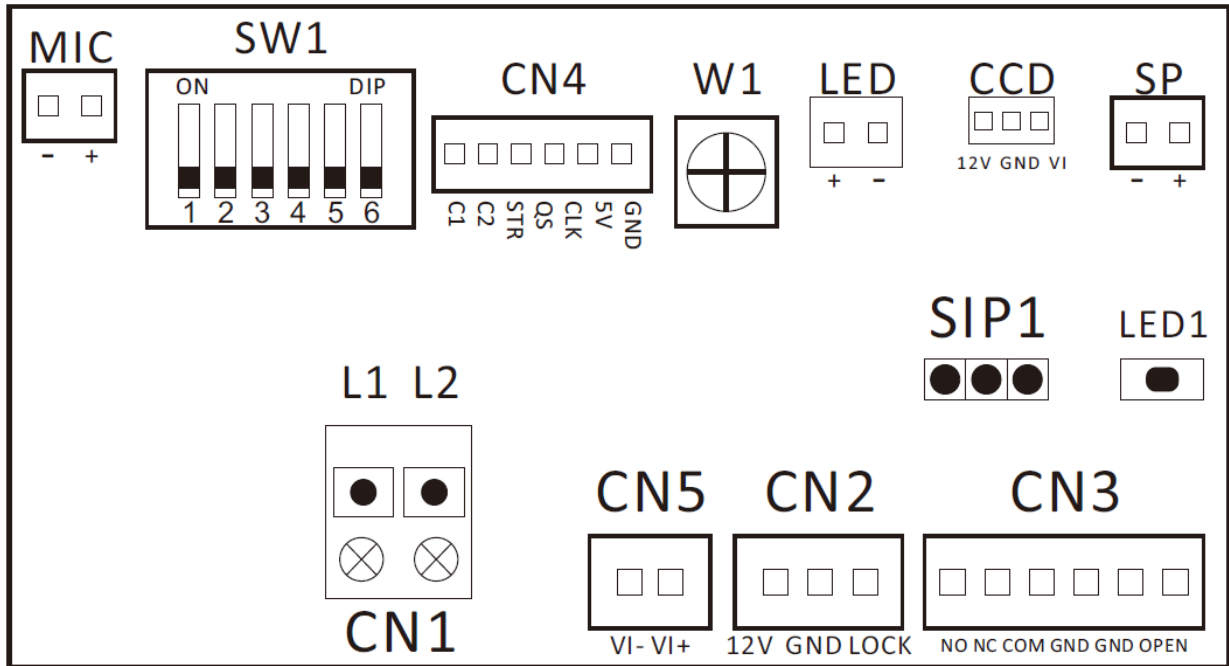 MIC
SW1
ON DIP
1 2 3 4 5 6
- +
CN4
C1 C2 STR QS CLK 5V GND
W1
LED
+ -
CCD
12V GND VI
SP
- +
SIP1
LED1
L1 L2
CN1
CN5
VI- VI+
CN2
12V GND LOCK
CN3
NO NC COM GND GND OPEN